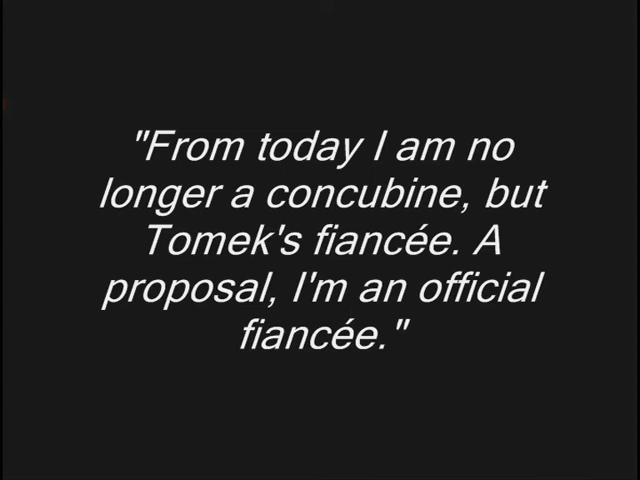 "From today I am no
longer a concubine, but
Tomek's fiancée. A
proposal, I'm an official
fiancée."